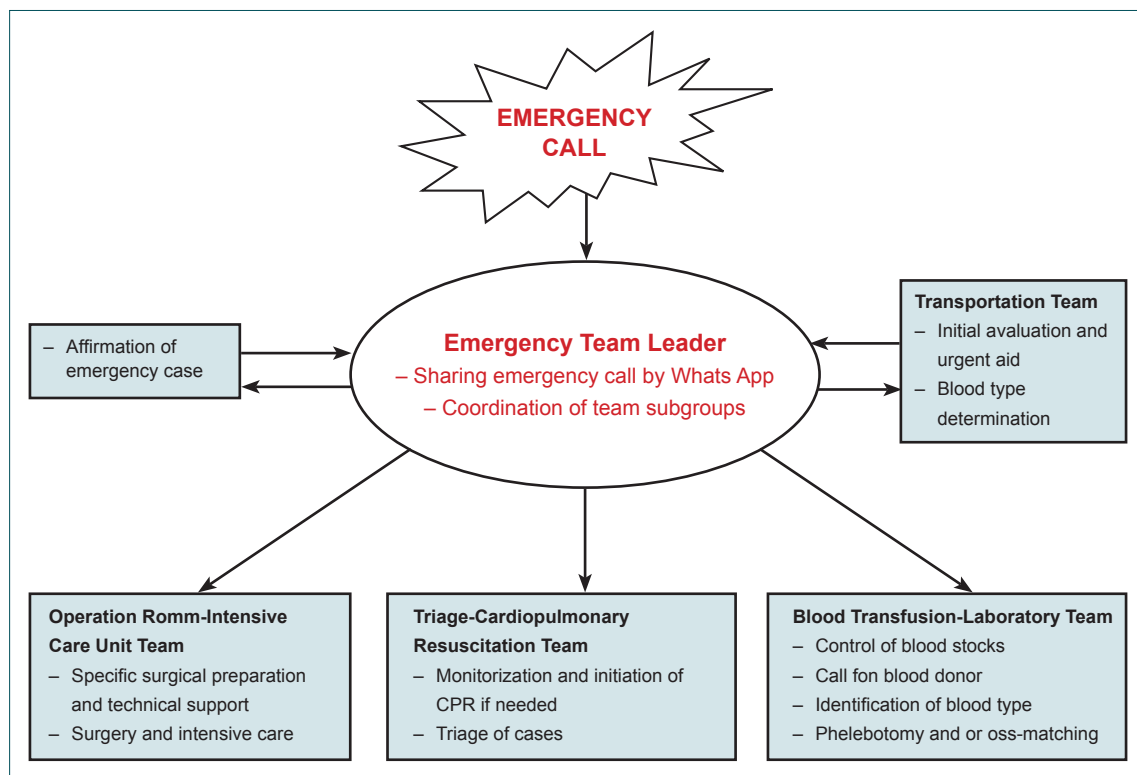 EMERGENCY
CALL
– Affirmation of
emergency case
Emergency Team Leader
– Sharing emergency call by Whats App
– Coordination of team subgroups
Transportation Team
– Initial avaluation and
urgent aid
– Blood type
determination
Operation Romm-Intensive
Care Unit Team
– Specific surgical preparation
and technical support
– Surgery and intensive care
Triage-Cardiopulmonary
Resuscitation Team
– Monitorization and initiation of
CPR if needed
– Triage of cases
Blood Transfusion-Laboratory Team
– Control of blood stocks
– Call fon blood donor
– Identification of blood type
– Phelebotomy and or oss-matching